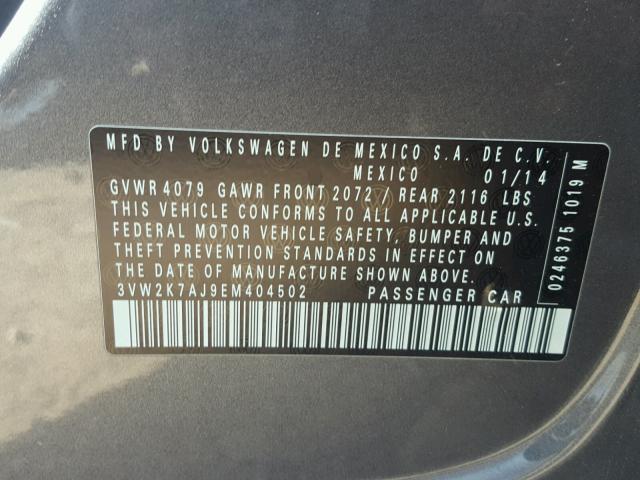 MFD BY VOLKSWAGEN DE MEXICO S.A. DE C.V.
MEXICO 01/14
GVWR 4079 GAWR FRONT 2072 / REAR 2116 LBS
THIS VEHICLE CONFORMS TO ALL APPLICABLE U.S.
FEDERAL MOTOR VEHICLE SAFETY, BUMPER AND
THEFT PREVENTION STANDARDS IN EFFECT ON
THE DATE OF MANUFACTURE SHOWN ABOVE.
3VW2K7AJ9EM404502 PASSENGER CAR
0246375 1019 M